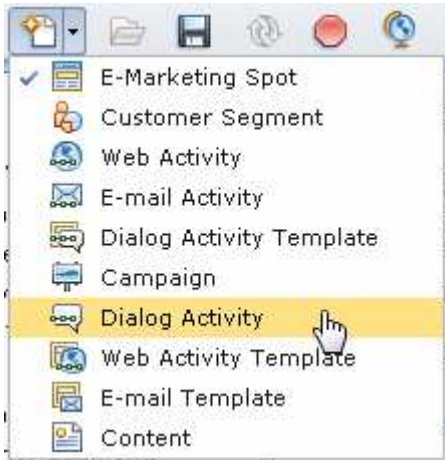 E-Marketing Spot
Customer Segment
Web Activity
E-mail Activity
Dialog Activity Template
Campaign
Dialog Activity
Web Activity Template
E-mail Template
Content